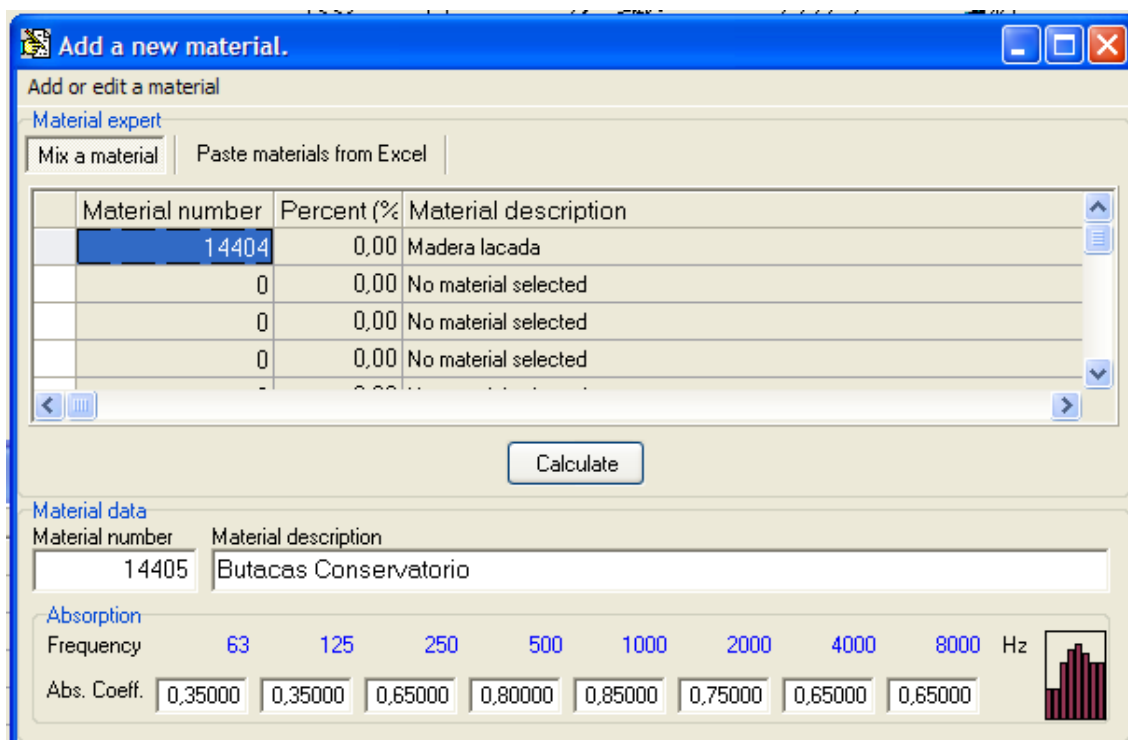 Add a new material.
Add or edit a material
Material expert
Mix a material Paste materials from Excel
Material number Percent (% Material description
14404 0,00 Madera lacada
0 0,00 No material selected
0 0,00 No material selected
0 0,00 No material selected
Calculate
Material data
Material number Material description
14405 Butacas Conservatorio
Absorption
Frequency 63 125 250 500 1000 2000 4000 8000 Hz
Abs. Coeff. 0,35000 0,35000 0,65000 0,80000 0,85000 0,75000 0,65000 0,65000